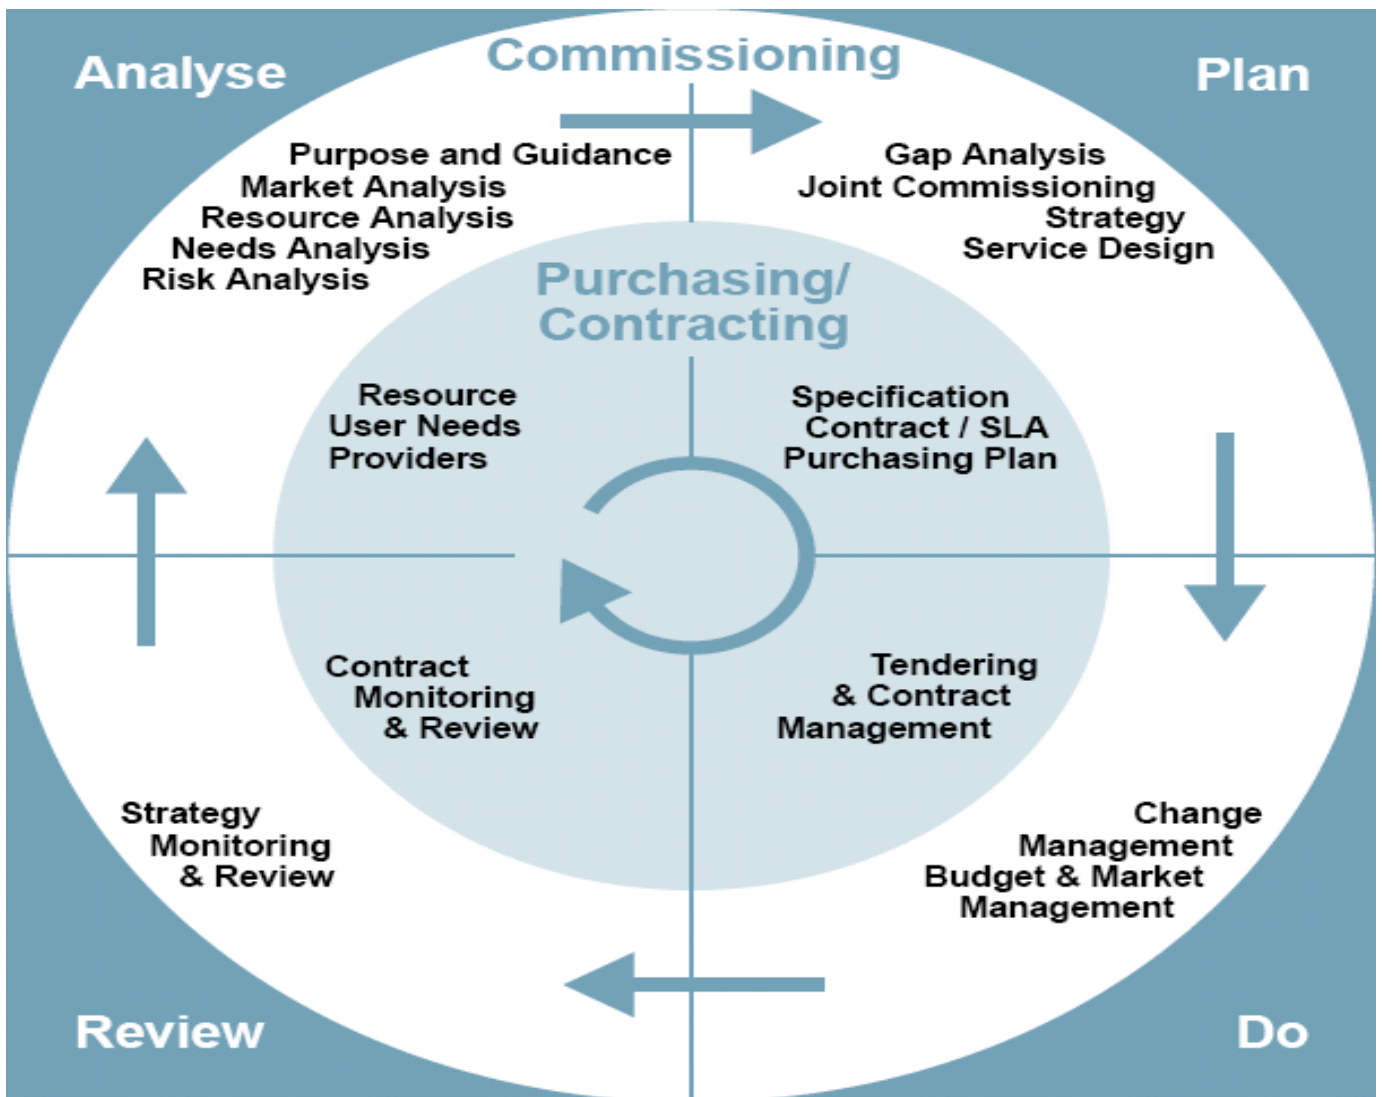 Analyse
Commissioning
Plan
Purpose and Guidance
Market Analysis
Resource Analysis
Needs Analysis
Risk Analysis
Gap Analysis
Joint Commissioning
Strategy
Service Design
Purchasing/
Contracting
Resource
User Needs
Providers
Specification
Contract / SLA
Purchasing Plan
Contract
Monitoring
& Review
Tendering
& Contract
Management
Strategy
Monitoring
& Review
Change
Management
Budget & Market
Management
Review
Do